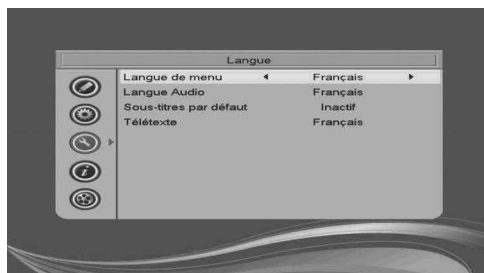 Langue
Langue de menu Français
Langue Audio Français
Sous-titres par défaut Inactif
Télétexte Français